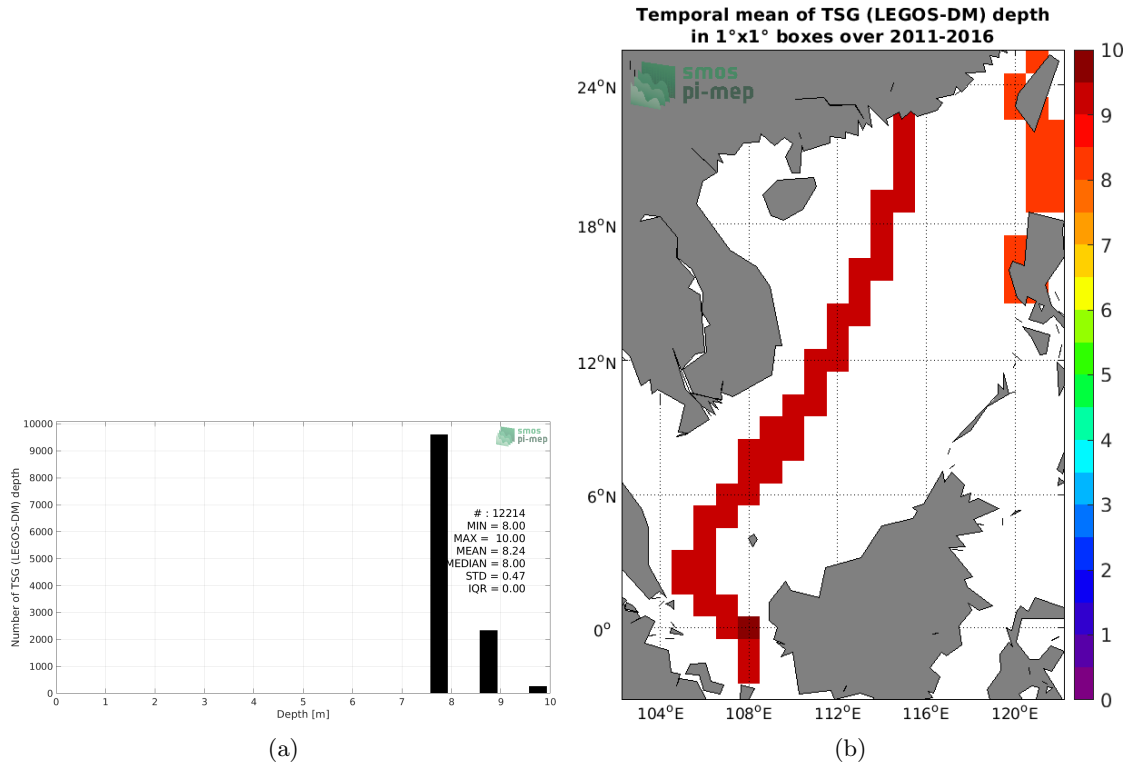 10000
9000
8000
7000
6000
5000
4000
3000
2000
1000
0
Number of TSG (LEGOS-DM) depth
smos
pi-mep
# : 12214
MIN = 8.00
MAX = 10.00
MEAN = 8.24
MEDIAN = 8.00
STD = 0.47
IQR = 0.00
0 1 2 3 4 5 6 7 8 9 10
Depth [m]
(a)
Temporal mean of TSG (LEGOS-DM) depth
in 1°x1° boxes over 2011-2016
smos
pi-mep
24°N
18°N
12°N
6°N
0°
104°E 108°E 112°E 116°E 120°E
10
9
8
7
6
5
4
3
2
1
0
(b)